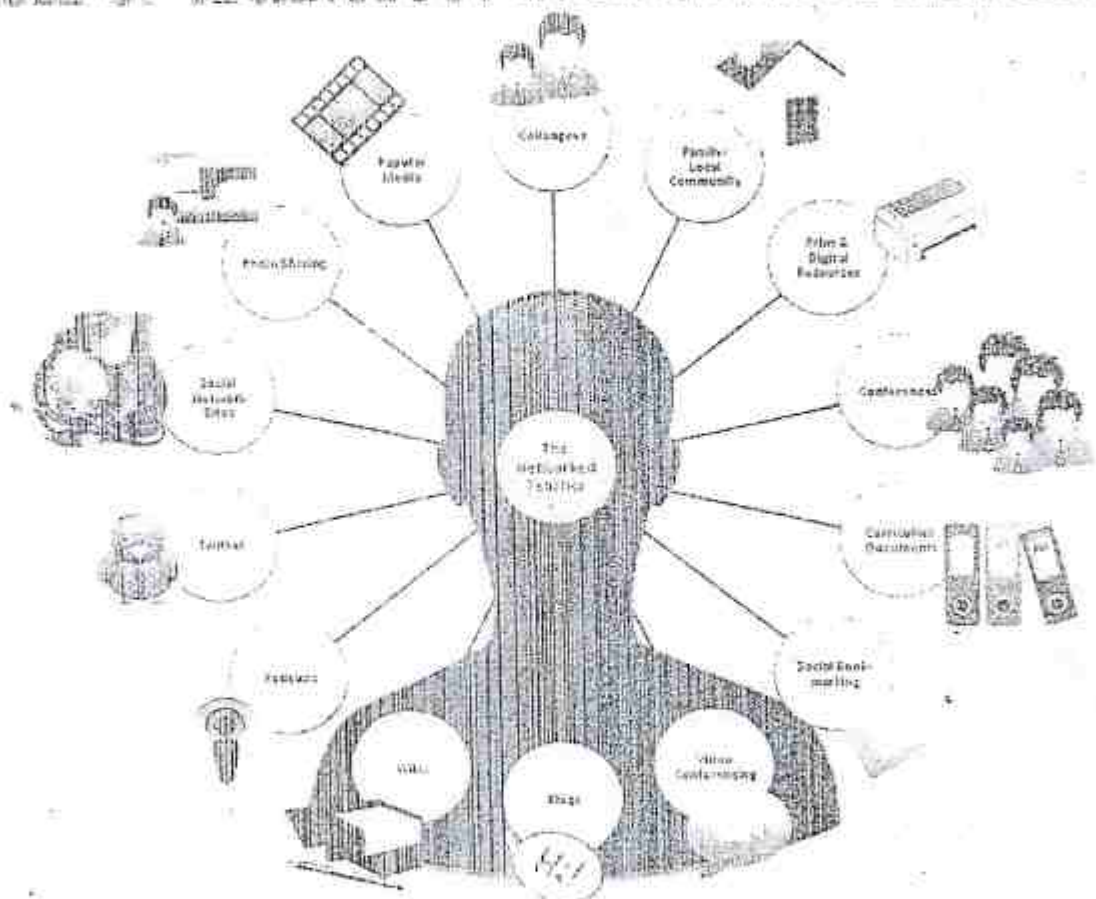 Colleagues
Popular
Media
Family
Local
Community
Print &
Digital
Resources
Photo Sharing
Social
Network
Sites
Conferences
The
Networked
Teacher
Twitter
Curriculum
Documents
Podcasts
Social Book-
marking
Wikis
Blogs
Video
Conferencing